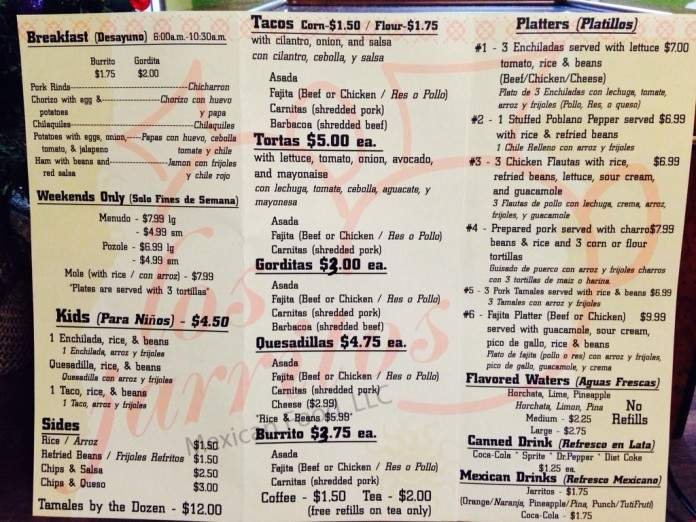 Breakfast (Desayuno) 6:00a.m.-10:30a.m.
Burrito Gordita
$1.75 $2.00
Pork Rinds Chicharron
Chorizo with egg & Chorizo con huevo
potatoes y papa
Chilaquiles Chilaquiles
Potatoes with eggs, onion, Papas con huevo, cebolla
tomato, & jalapeno tomate y chile
Ham with beans and Jamon con frijoles
red salsa y chile rojo
Weekends Only (Solo Fines de Semana)
Menudo - $7.99 lg
- $4.99 sm
Pozole - $6.99 lg
- $4.99 sm
Mole (with rice / con arroz) - $7.99
"Plates are served with 3 tortillas"
Kids (Para Niños) - $4.50
1 Enchilada, rice, & beans
1 Enchilada, arroz y frijoles
Quesadilla, rice, & beans
Quesadilla con arroz y frijoles
1 Taco, rice, & beans
1 Taco, arroz y frijoles
Sides
Rice / Arroz $1.50
Refried Beans / Frijoles Refritos $1.50
Chips & Salsa $2.50
Chips & Queso $3.00
Tamales by the Dozen - $12.00
Tacos Corn-$1.50 / Flour-$1.75
with cilantro, onion, and salsa
con cilantro, cebolla, y salsa
Asada
Fajita (Beef or Chicken / Res o Pollo)
Carnitas (shredded pork)
Barbacoa (shredded beef)
Tortas $5.00 ea.
with lettuce, tomato, onion, avocado,
and mayonaise
con lechuga, tomate, cebolla, aguacate, y
mayonesa
Asada
Fajita (Beef or Chicken / Res o Pollo)
Carnitas (shredded pork)
Gorditas $3.00 ea.
Asada
Fajita (Beef or Chicken / Res o Pollo)
Carnitas (shredded pork)
Barbacoa (shredded beef)
Quesadillas $4.75 ea.
Asada
Fajita (Beef or Chicken / Res o Pollo)
Carnitas (shredded pork)
Cheese ($2.99)
"Rice & Beans $5.99"
Burrito $3.75 ea.
Asada
Fajita (Beef or Chicken / Res o Pollo)
Carnitas (shredded pork)
Coffee - $1.50 Tea - $2.00
(free refills on tea only)
Platters (Platillos)
#1 - 3 Enchiladas served with lettuce $7.00
tomato, rice & beans
(Beef/Chicken/Cheese)
Plato de 3 Enchiladas con lechuga, tomate,
arroz y frijoles (Pollo, Res, o queso)
#2 - 1 Stuffed Poblano Pepper served $6.99
with rice & refried beans
1 Chile Relleno con arroz y frijoles
#3 - 3 Chicken Flautas with rice, $6.99
refried beans, lettuce, sour cream,
and guacamole
3 Flautas de pollo con lechuga, crema, arroz,
frijoles, y guacamole
#4 - Prepared pork served with charro $7.99
beans & rice and 3 corn or flour
tortillas
Guisado de puerco con arroz y frijoles charros
con 3 tortillas de maiz o harina.
#5 - 3 Pork Tamales served with rice & beans $6.99
3 Tamales con arroz y frijoles
#6 - Fajita Platter (Beef or Chicken) $9.99
served with guacamole, sour cream,
pico de gallo, rice & beans
Plato de fajita (pollo o res) con arroz y frijoles,
pico de gallo, guacamole, y crema
Flavored Waters (Aguas Frescas)
Horchata, Lime, Pineapple
Horchata, Limon, Pina
Medium - $2.25
Large - $2.75
No
Refills
Canned Drink (Refresco en Lata)
Coca-Cola * Sprite * Dr.Pepper * Diet Coke
$1.25 ea.
Mexican Drinks (Refresco Mexicano)
Jarritos - $1.75
(Orange/Naranja, Pineapple/Pina, Punch/TutiFruti)
Coca-Cola - $1.75
Los
Jarritos
Mexican Food LLC